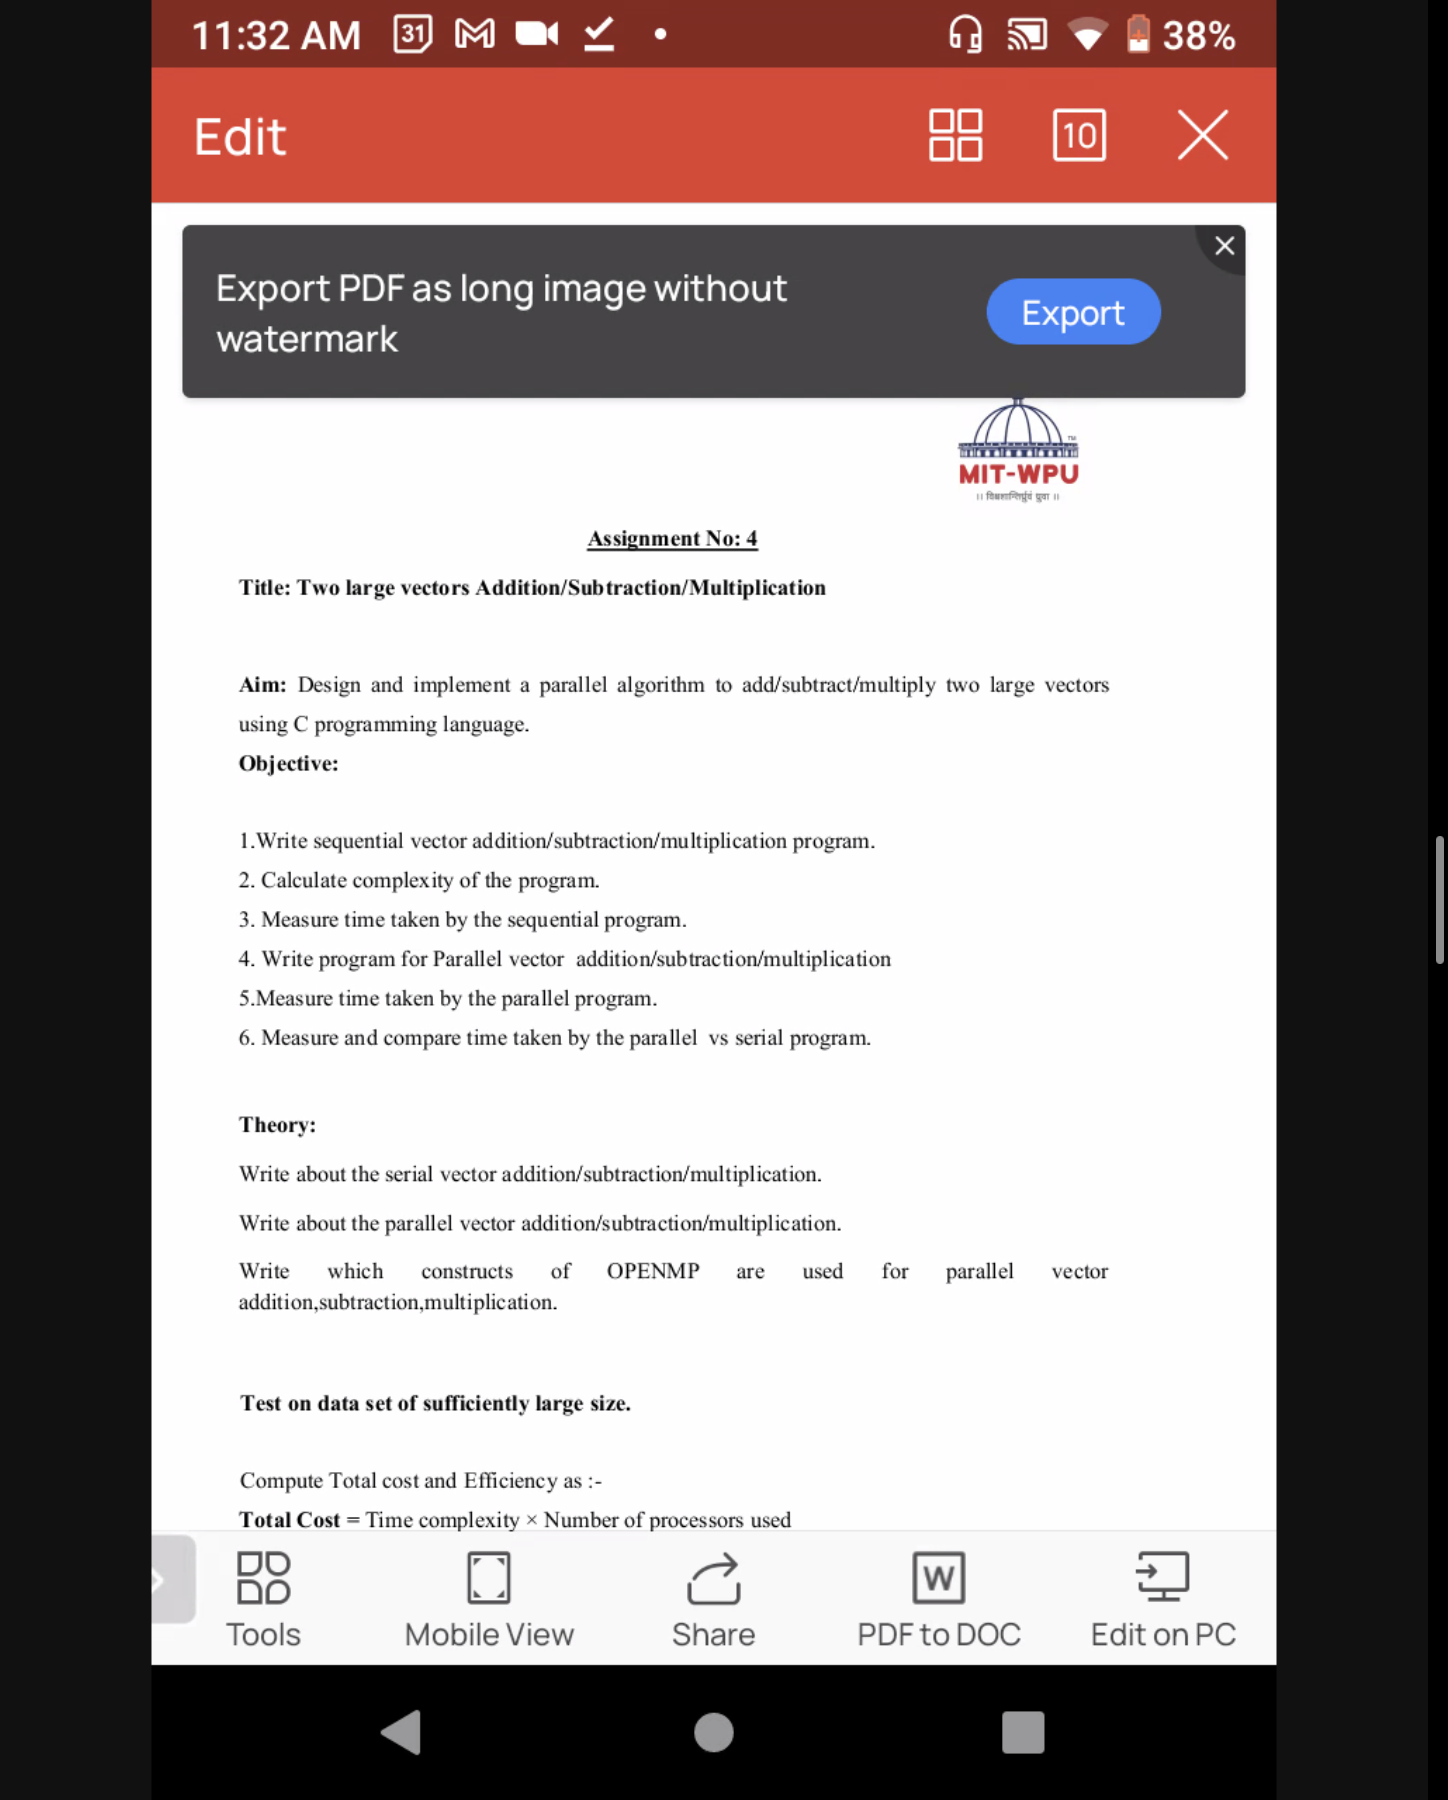 11:32 AM 31 38%
Edit 10
Export PDF as long image without
watermark
Export
TM
MIT-WPU
Assignment No: 4
Title: Two large vectors Addition/Subtraction/Multiplication
Aim: Design and implement a parallel algorithm to add/subtract/multiply two large vectors
using C programming language.
Objective:
1.Write sequential vector addition/subtraction/multiplication program.
2. Calculate complexity of the program.
3. Measure time taken by the sequential program.
4. Write program for Parallel vector addition/subtraction/multiplication
5.Measure time taken by the parallel program.
6. Measure and compare time taken by the parallel vs serial program.
Theory:
Write about the serial vector addition/subtraction/multiplication.
Write about the parallel vector addition/subtraction/multiplication.
Write which constructs of OPENMP are used for parallel vector
addition,subtraction,multiplication.
Test on data set of sufficiently large size.
Compute Total cost and Efficiency as :-
Total Cost = Time complexity × Number of processors used
W
Tools Mobile View Share PDF to DOC Edit on PC